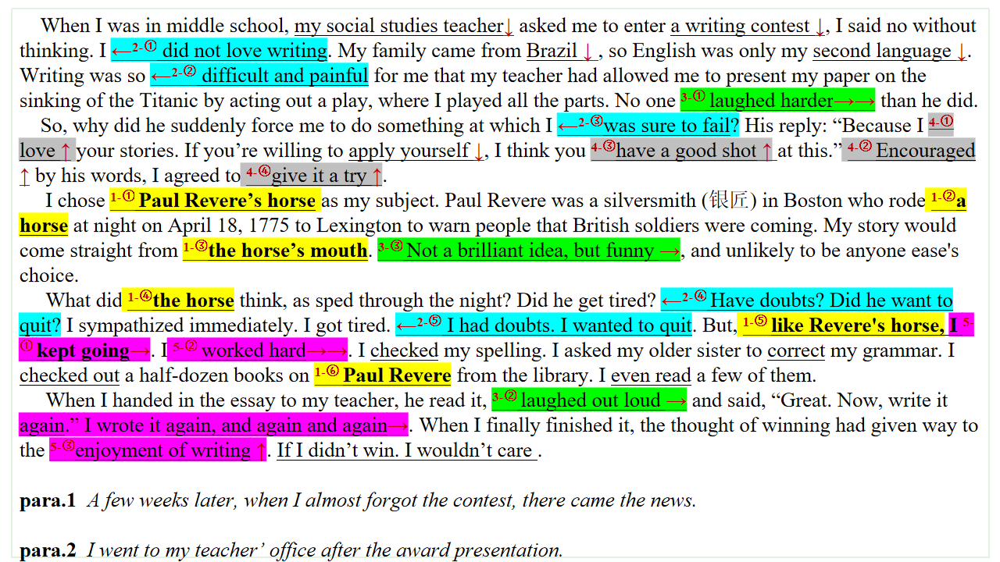 When I was in middle school, my social studies teacher↓ asked me to enter a writing contest ↓, I said no without
thinking. I ←2-① did not love writing. My family came from Brazil ↓ , so English was only my second language ↓.
Writing was so ←2-② difficult and painful for me that my teacher had allowed me to present my paper on the
sinking of the Titanic by acting out a play, where I played all the parts. No one 3-① laughed harder→→ than he did.
So, why did he suddenly force me to do something at which I ←2-③was sure to fail? His reply: “Because I 4-①
love ↑ your stories. If you’re willing to apply yourself ↓, I think you 4-③have a good shot ↑ at this.” 4-② Encouraged
↑ by his words, I agreed to 4-④give it a try ↑.
I chose 1-① Paul Revere’s horse as my subject. Paul Revere was a silversmith (银匠) in Boston who rode 1-②a
horse at night on April 18, 1775 to Lexington to warn people that British soldiers were coming. My story would
come straight from 1-③the horse’s mouth. 3-③ Not a brilliant idea, but funny →, and unlikely to be anyone ease's
choice.
What did 1-④the horse think, as sped through the night? Did he get tired? ←2-④ Have doubts? Did he want to
quit? I sympathized immediately. I got tired. ←2-⑤ I had doubts. I wanted to quit. But, 1-⑤ like Revere's horse, I 5-
① kept going→. I 5-② worked hard→→. I checked my spelling. I asked my older sister to correct my grammar. I
checked out a half-dozen books on 1-⑥ Paul Revere from the library. I even read a few of them.
When I handed in the essay to my teacher, he read it, 3-② laughed out loud → and said, “Great. Now, write it
again.” I wrote it again, and again and again→. When I finally finished it, the thought of winning had given way to
the 5-③enjoyment of writing ↑. If I didn’t win. I wouldn’t care .
para.1 A few weeks later, when I almost forgot the contest, there came the news.
para.2 I went to my teacher’ office after the award presentation.